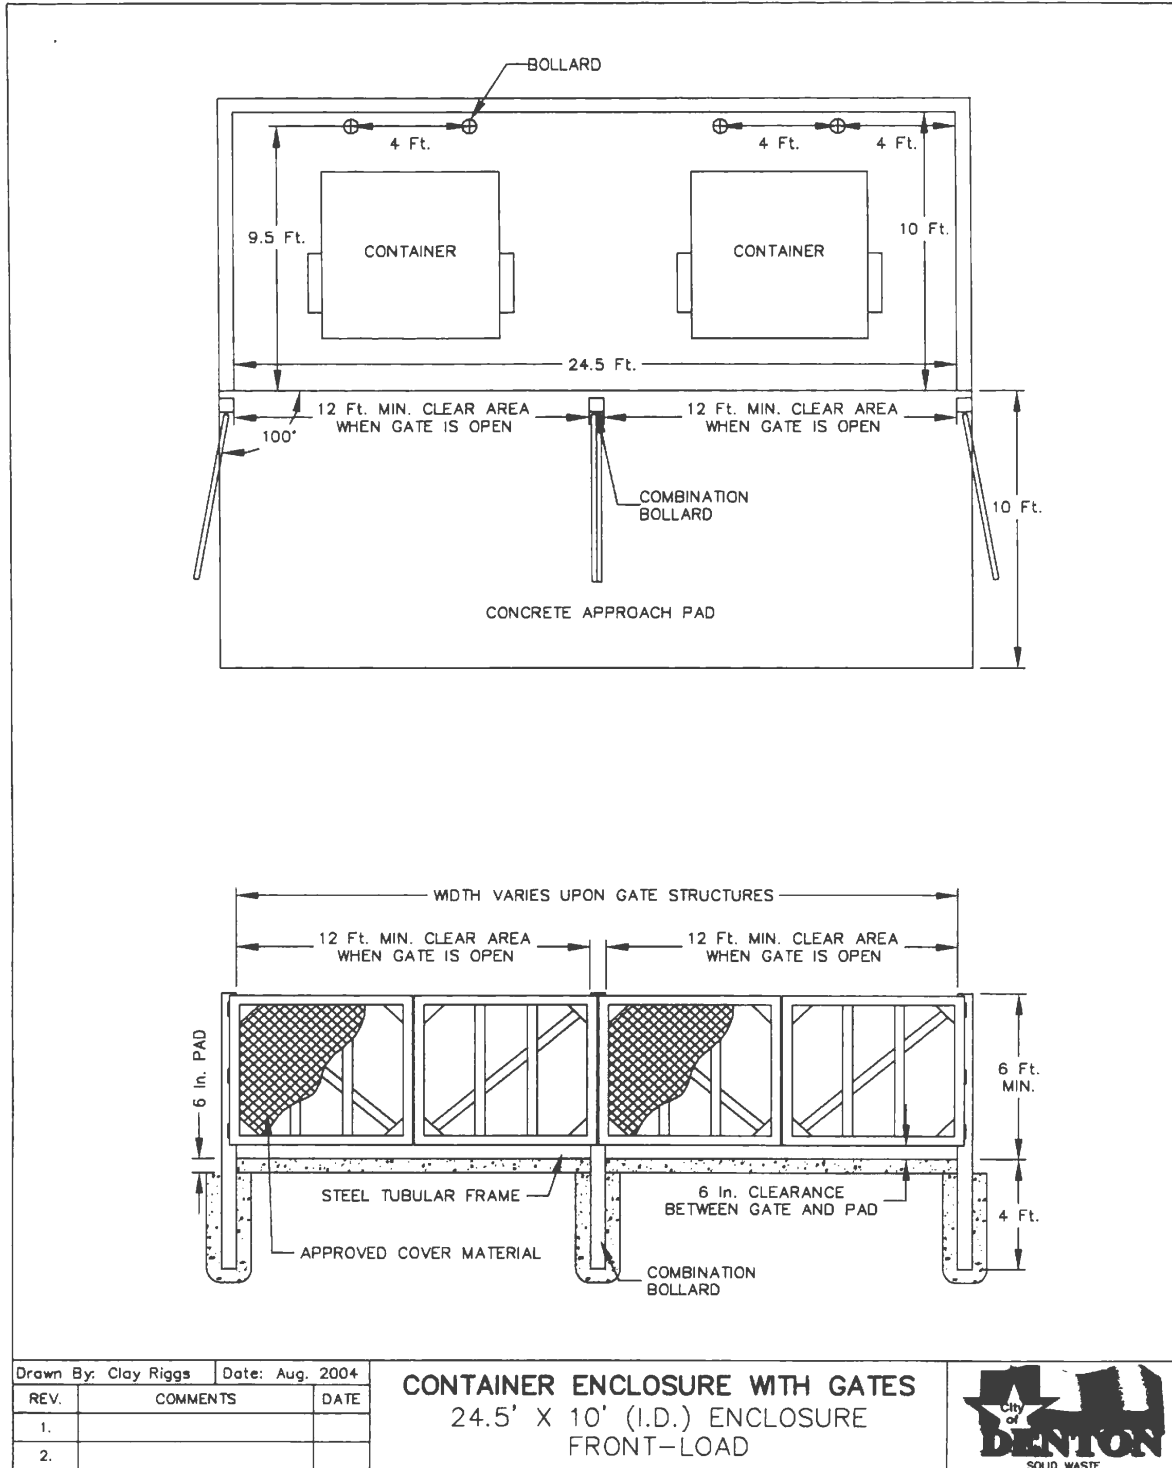 BOLLARD
4 Ft.
4 Ft.
4 Ft.
9.5 Ft.
CONTAINER
CONTAINER
10 Ft.
24.5 Ft.
12 Ft. MIN. CLEAR AREA
WHEN GATE IS OPEN
12 Ft. MIN. CLEAR AREA
WHEN GATE IS OPEN
100°
COMBINATION
BOLLARD
10 Ft.
CONCRETE APPROACH PAD
WIDTH VARIES UPON GATE STRUCTURES
12 Ft. MIN. CLEAR AREA
WHEN GATE IS OPEN
12 Ft. MIN. CLEAR AREA
WHEN GATE IS OPEN
6 In. PAD
6 Ft.
MIN.
STEEL TUBULAR FRAME
6 In. CLEARANCE
BETWEEN GATE AND PAD
4 Ft.
APPROVED COVER MATERIAL
COMBINATION
BOLLARD
Drawn By: Clay Riggs Date: Aug. 2004
REV. COMMENTS DATE
1.
2.
CONTAINER ENCLOSURE WITH GATES
24.5' X 10' (I.D.) ENCLOSURE
FRONT-LOAD
City
of
DENTON
SOLID WASTE